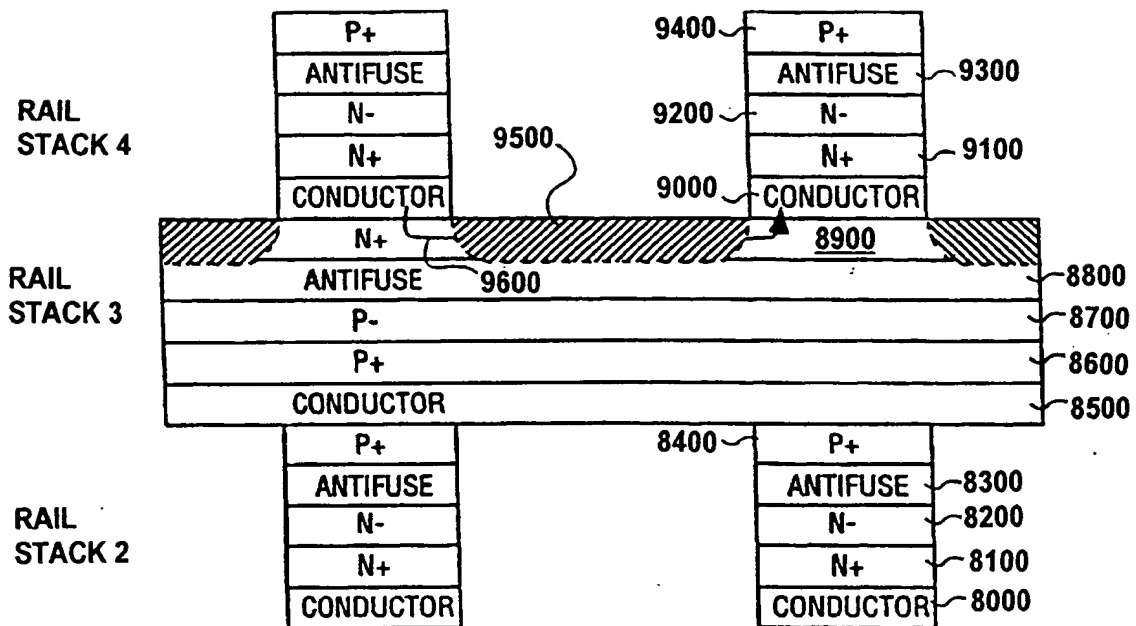 P+ 9400 P+
ANTIFUSE ANTIFUSE 9300
RAIL STACK 4
N- 9200 N-
9500
N+ N+ 9100
CONDUCTOR 9000 CONDUCTOR
N+ 8900
9600
ANTIFUSE 8800
RAIL STACK 3
P- 8700
P+ 8600
CONDUCTOR 8500
P+ 8400 P+
ANTIFUSE ANTIFUSE 8300
RAIL STACK 2
N- N- 8200
N+ N+ 8100
CONDUCTOR CONDUCTOR 8000